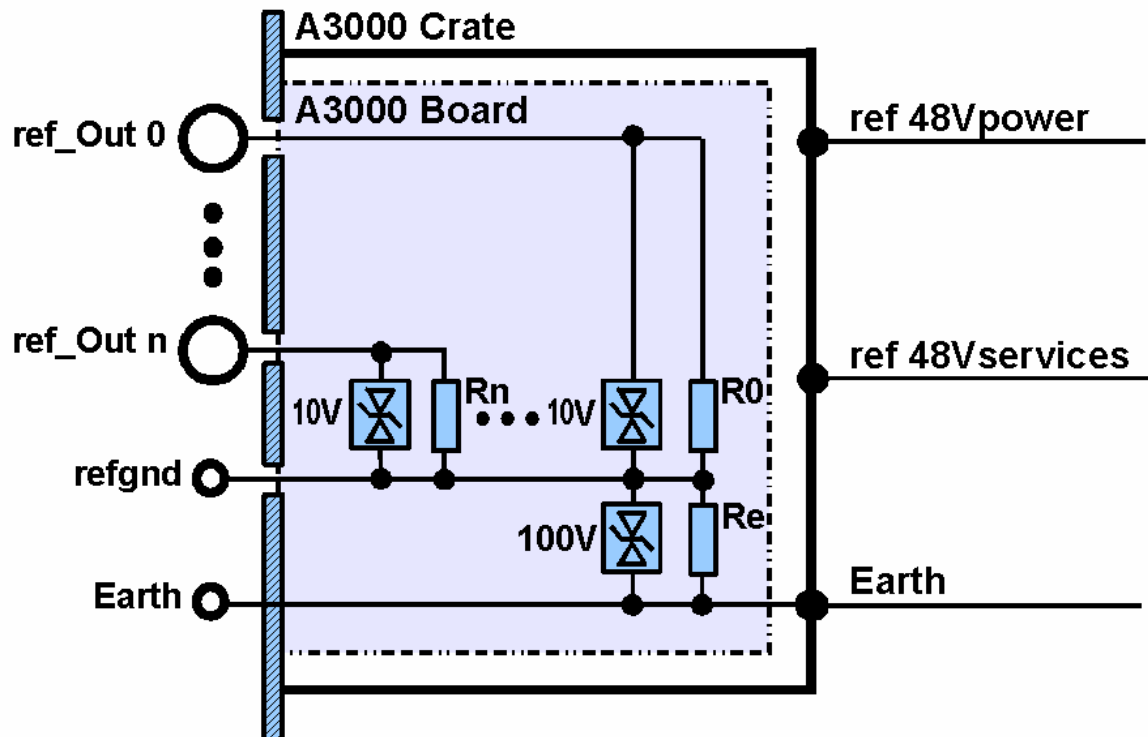 A3000 Crate
A3000 Board
ref_Out 0
ref 48Vpower
ref_Out n
ref 48Vservices
10V
Rn
10V
R0
refgnd
100V
Re
Earth
Earth